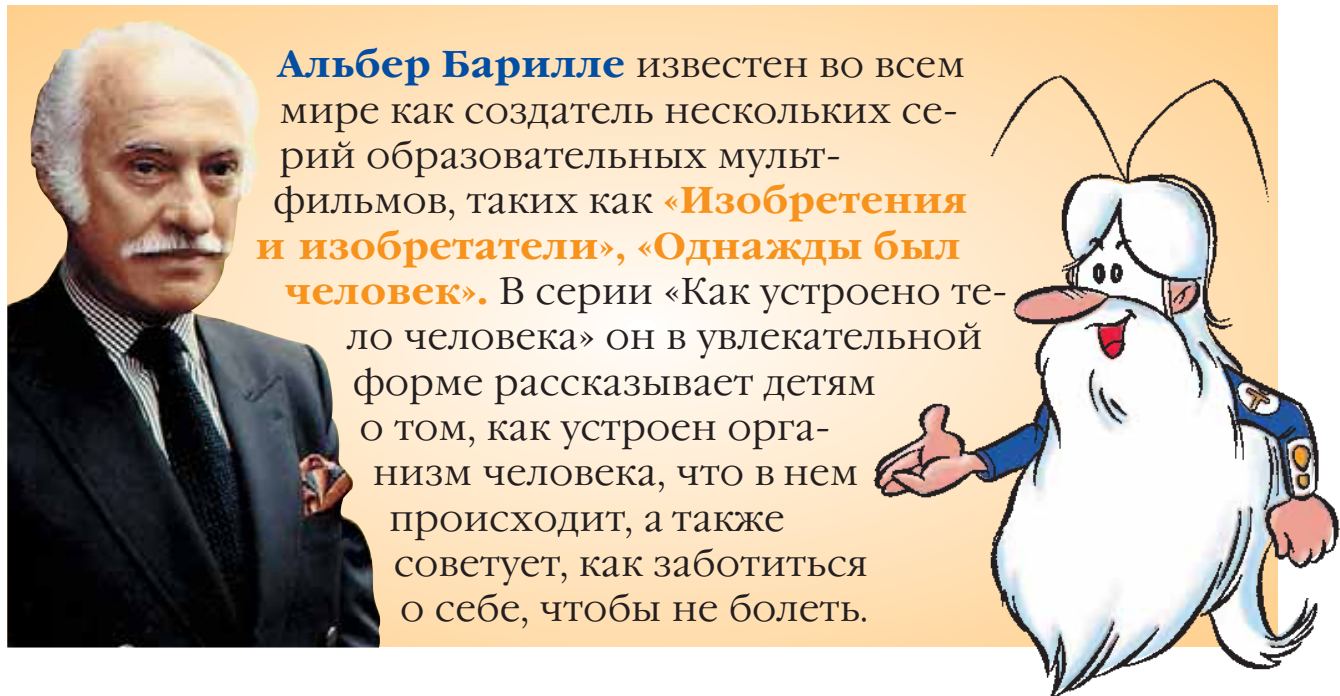 Альбер Барилле известен во всем
мире как создатель нескольких се-
рий образовательных мульт-
фильмов, таких как «Изобретения
и изобретатели», «Однажды был
человек». В серии «Как устроено те-
ло человека» он в увлекательной
форме рассказывает детям
о том, как устроен орга-
низм человека, что в нем
происходит, а также
советует, как заботиться
о себе, чтобы не болеть.